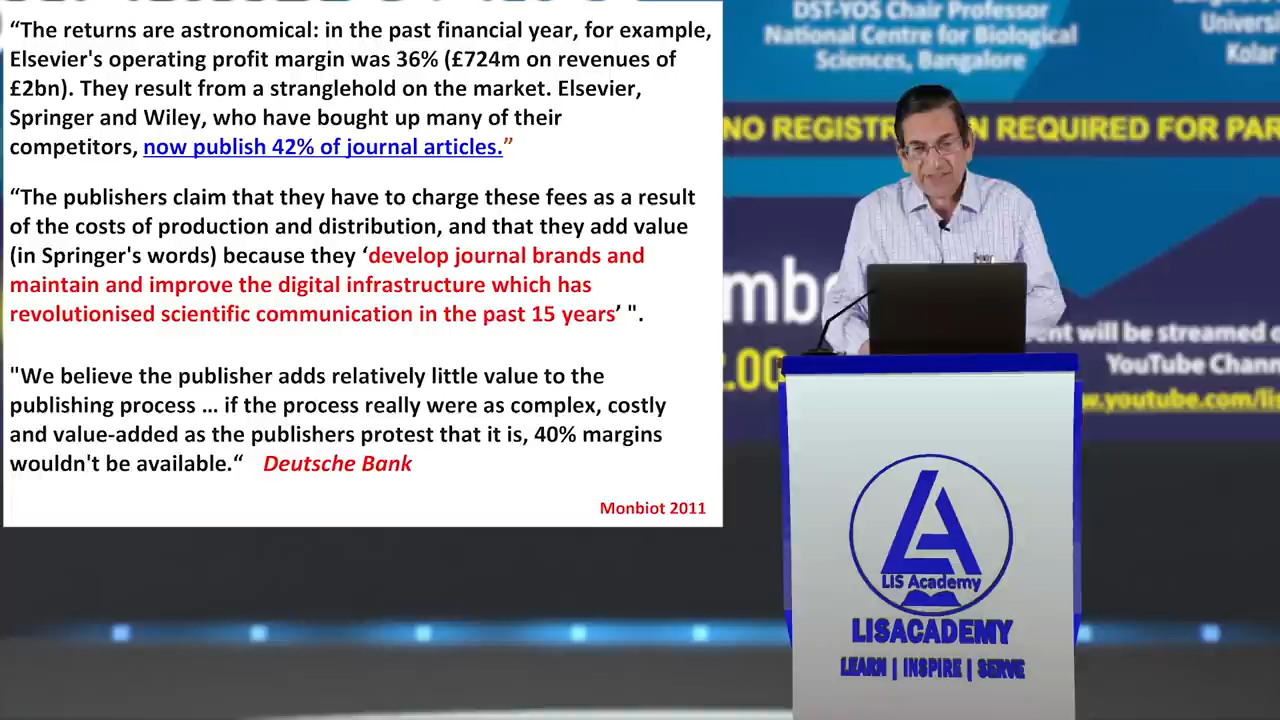 “The returns are astronomical: in the past financial year, for example,
Elsevier's operating profit margin was 36% (£724m on revenues of
£2bn). They result from a stranglehold on the market. Elsevier,
Springer and Wiley, who have bought up many of their
competitors, now publish 42% of journal articles.”
“The publishers claim that they have to charge these fees as a result
of the costs of production and distribution, and that they add value
(in Springer's words) because they ‘develop journal brands and
maintain and improve the digital infrastructure which has
revolutionised scientific communication in the past 15 years’ ".
"We believe the publisher adds relatively little value to the
publishing process … if the process really were as complex, costly
and value-added as the publishers protest that it is, 40% margins
wouldn't be available.“ Deutsche Bank
Monbiot 2011
DST-YOS Chair Professor
National Centre for Biological
Sciences, Bangalore
Kolar
NO REQUIRED FOR
will be streamed
YouTube
LIS Academy
LISACADEMY
LEARN | INSPIRE | SERVE